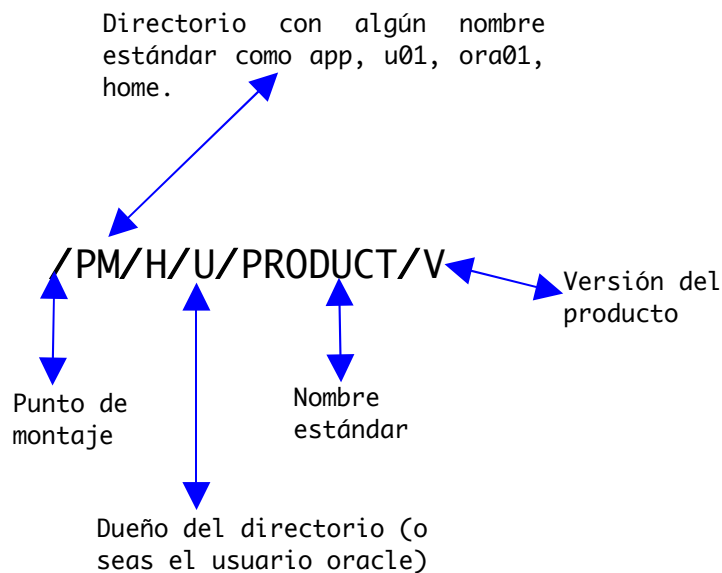 Directorio con algún nombre
estándar como app, u01, ora01,
home.
/PM/H/U/PRODUCT/V
Versión del
producto
Punto de
montaje
Nombre
estándar
Dueño del directorio (o
seas el usuario oracle)